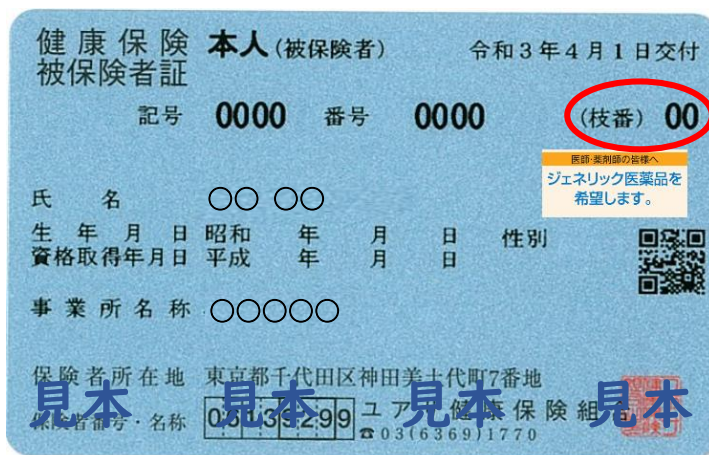 健康保険 本人(被保険者) 令和3年4月1日交付
被保険者証
記号 0000 番号 0000 (枝番) 00
医師・薬剤師の皆様へ
ジェネリック医薬品を
希望します。
氏名 〇〇 〇〇
生年月日 昭和 年 月 日 性別
資格取得年月日 平成 年 月 日
事業所名称 〇〇〇〇〇
保険者所在地 東京都千代田区神田美土代町7番地
保険者番号・名称 06139299 健康保険組合
☎03(6369)1770
見本 見本 見本 見本